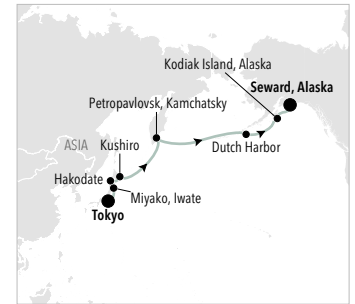 Kodiak Island, Alaska
Seward, Alaska
Petropavlovsk, Kamchatsky
ASIA
Kushiro
Dutch Harbor
Hakodate
Miyako, Iwate
Tokyo